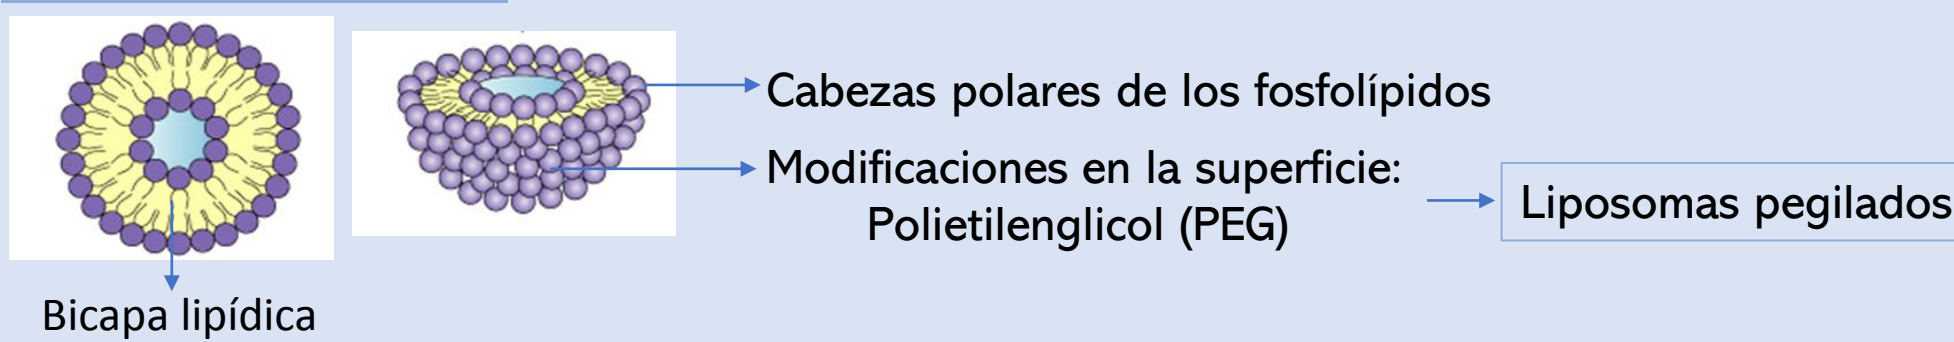 Cabezas polares de los fosfolípidos
Modificaciones en la superficie:
Polietilenglicol (PEG)
Liposomas pegilados
Bicapa lipídica